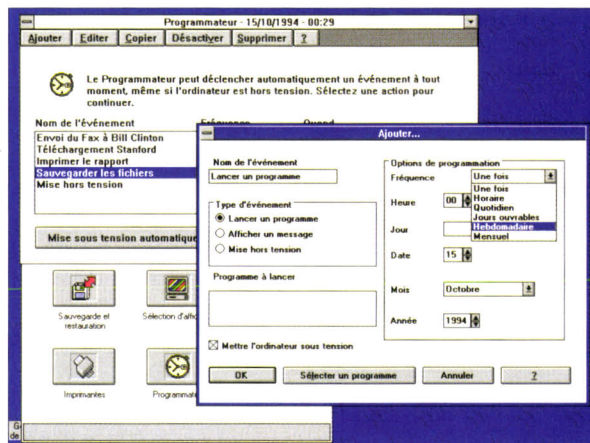 Programmateur - 15/10/1994 - 00:29
Ajouter Editer Copier Désactiver Supprimer ?
Le Programmateur peut déclencher automatiquement un événement à tout
moment, même si l'ordinateur est hors tension. Sélectez une action pour
continuer.
Nom de l'événement Fréquence Quand
Envoi du Fax à Bill Clinton
Téléchargement Stanford
Imprimer le rapport
Sauvegarder les fichiers
Mise hors tension
Mise sous tension automatique
Sauvegarde et
restauration
Sélection
Imprimantes
Ajouter...
Nom de l'événement
Lancer un programme
Type d'événement
Lancer un programme
Afficher un message
Mise hors tension
Programme à lancer
Mettre l'ordinateur sous tension
Options de programmation
Fréquence Une fois
Une fois
Horaire
Quotidien
Jours ouvrables
Hebdomadaire
Mensuel
Heure 00
Jour
Date 15
Mois Octobre
Année 1994
OK Sélecter un programme Annuler ?